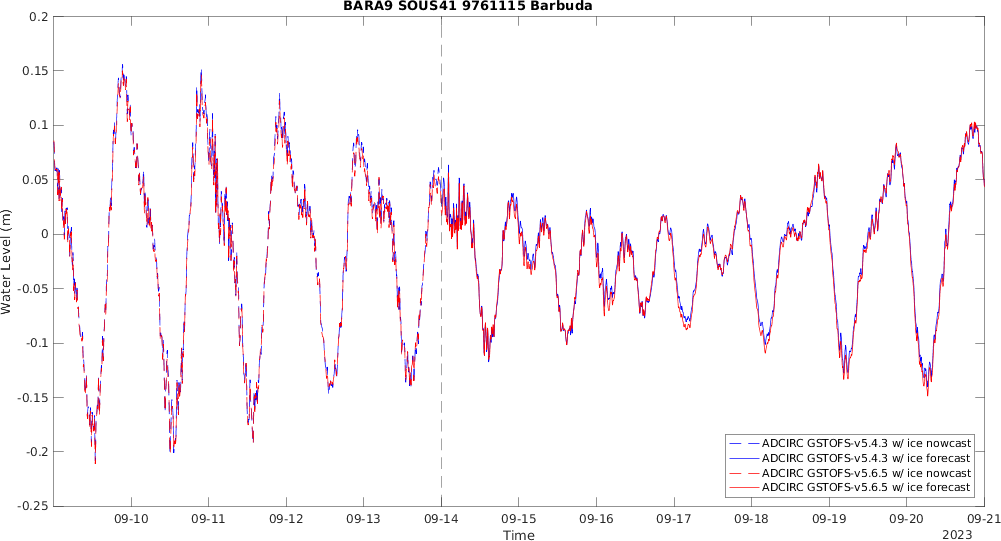 BARA9 SOUS41 9761115 Barbuda
0.2
0.15
0.1
0.05
0
-0.05
-0.1
-0.15
-0.2
-0.25
Water Level (m)
ADCIRC GSTOFS-v5.4.3 w/ ice nowcast
ADCIRC GSTOFS-v5.4.3 w/ ice forecast
ADCIRC GSTOFS-v5.6.5 w/ ice nowcast
ADCIRC GSTOFS-v5.6.5 w/ ice forecast
09-10 09-11 09-12 09-13 09-14 09-15 09-16 09-17 09-18 09-19 09-20 09-21
Time
2023